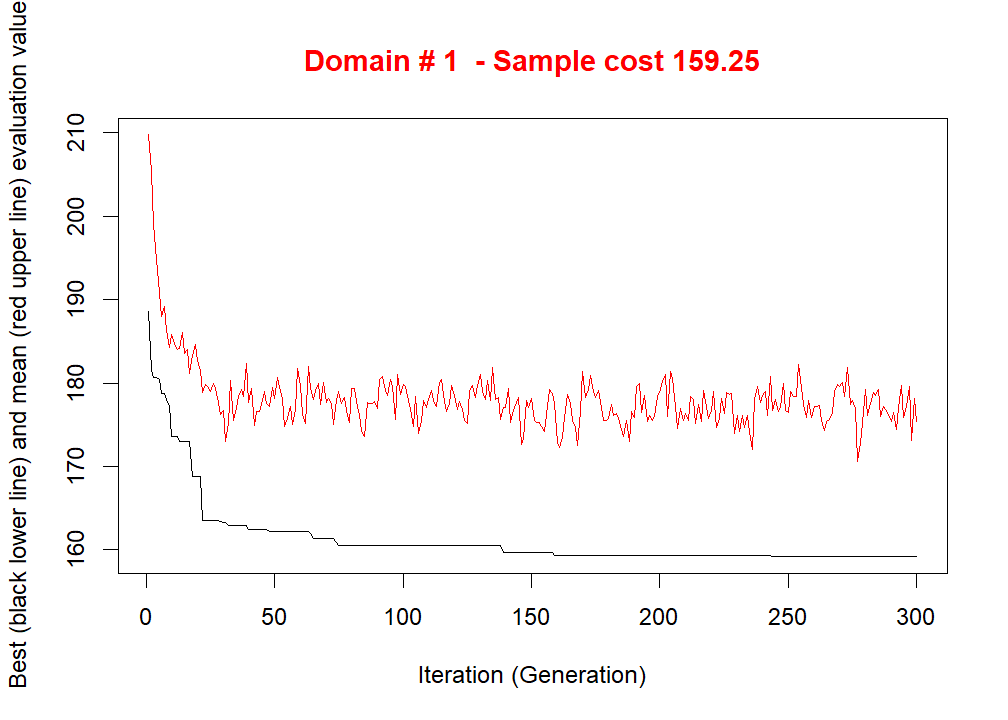 Domain # 1  - Sample cost 159.25
Best (black lower line) and mean (red upper line) evaluation value
210
200
190
180
170
160
0 50 100 150 200 250 300
Iteration (Generation)